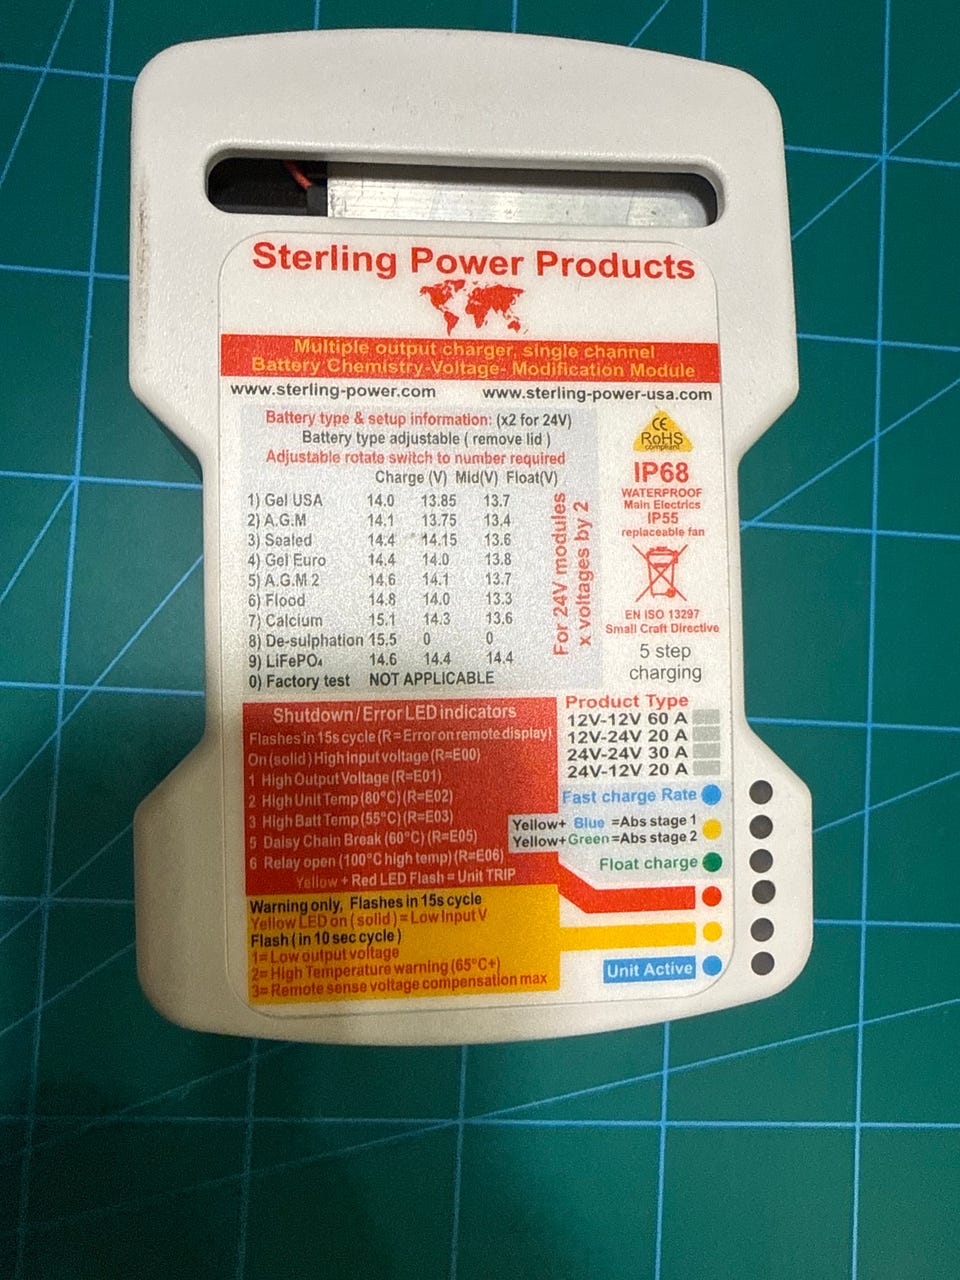 Sterling Power Products
Multiple output charger, single channel
Battery Chemistry-Voltage- Modification Module
www.sterling-power.com www.sterling-power-usa.com
Battery type & setup information: (x2 for 24V)
Battery type adjustable ( remove lid )
Adjustable rotate switch to number required
Charge (V) Mid(V) Float(V)
1) Gel USA 14.0 13.85 13.7
2) A.G.M 14.1 13.75 13.4
3) Sealed 14.4 14.15 13.6
4) Gel Euro 14.4 14.0 13.8
5) A.G.M 2 14.6 14.1 13.7
6) Flood 14.8 14.0 13.3
7) Calcium 15.1 14.3 13.6
8) De-sulphation 15.5 0 0
9) LiFePO₄ 14.6 14.4 14.4
0) Factory test NOT APPLICABLE
For 24V modules
x voltages by 2
CE
RoHS
compliant
IP68
WATERPROOF
Main Electrics
IP55
replaceable fan
EN ISO 13297
Small Craft Directive
5 step
charging
Shutdown/Error LED indicators
Flashes in 15s cycle (R=Error on remote display)
On (solid) High input voltage (R=E00)
1 High Output Voltage (R=E01)
2 High Unit Temp (80°C) (R=E02)
3 High Batt Temp (55°C) (R=E03)
5 Daisy Chain Break (60°C) (R=E05)
6 Relay open (100°C high temp) (R=E06)
Yellow + Red LED Flash = Unit TRIP
Warning only, Flashes in 15s cycle
Yellow LED on ( solid ) = Low Input V
Flash ( in 10 sec cycle )
1= Low output voltage
2= High Temperature warning (65°C+)
3= Remote sense voltage compensation max
Product Type
12V-12V 60 A
12V-24V 20 A
24V-24V 30 A
24V-12V 20 A
Fast charge Rate
Yellow+ Blue =Abs stage 1
Yellow+ Green =Abs stage 2
Float charge
Unit Active